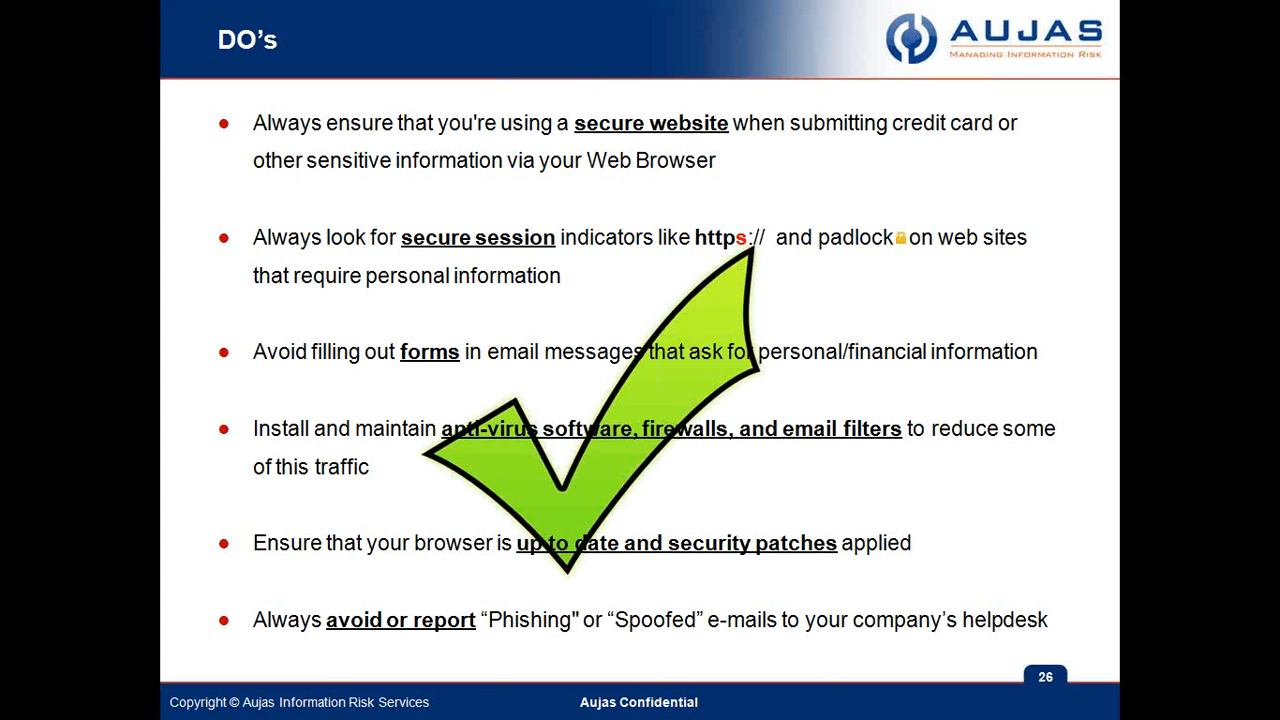 DO’s
AUJAS
Managing Information Risk
Always ensure that you're using a secure website when submitting credit card or
other sensitive information via your Web Browser
Always look for secure session indicators like https:// and padlock on web sites
that require personal information
Avoid filling out forms in email messages that ask for personal/financial information
Install and maintain anti-virus software, firewalls, and email filters to reduce some
of this traffic
Ensure that your browser is up to date and security patches applied
Always avoid or report “Phishing" or “Spoofed” e-mails to your company’s helpdesk
26
Copyright © Aujas Information Risk Services
Aujas Confidential